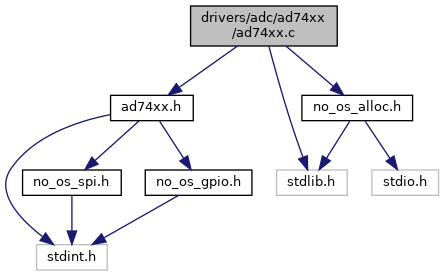 drivers/adc/ad74xx
/ad74xx.c
ad74xx.h
no_os_alloc.h
no_os_spi.h
no_os_gpio.h
stdlib.h
stdio.h
stdint.h